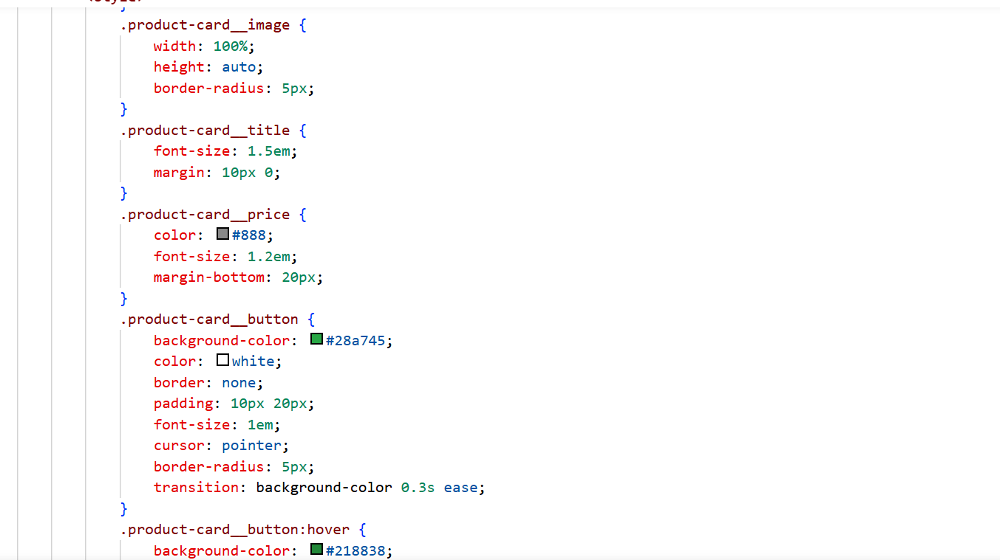 <style>
}
.product-card__image {
width: 100%;
height: auto;
border-radius: 5px;
}
.product-card__title {
font-size: 1.5em;
margin: 10px 0;
}
.product-card__price {
color: #888;
font-size: 1.2em;
margin-bottom: 20px;
}
.product-card__button {
background-color: #28a745;
color: white;
border: none;
padding: 10px 20px;
font-size: 1em;
cursor: pointer;
border-radius: 5px;
transition: background-color 0.3s ease;
}
.product-card__button:hover {
background-color: #218838;